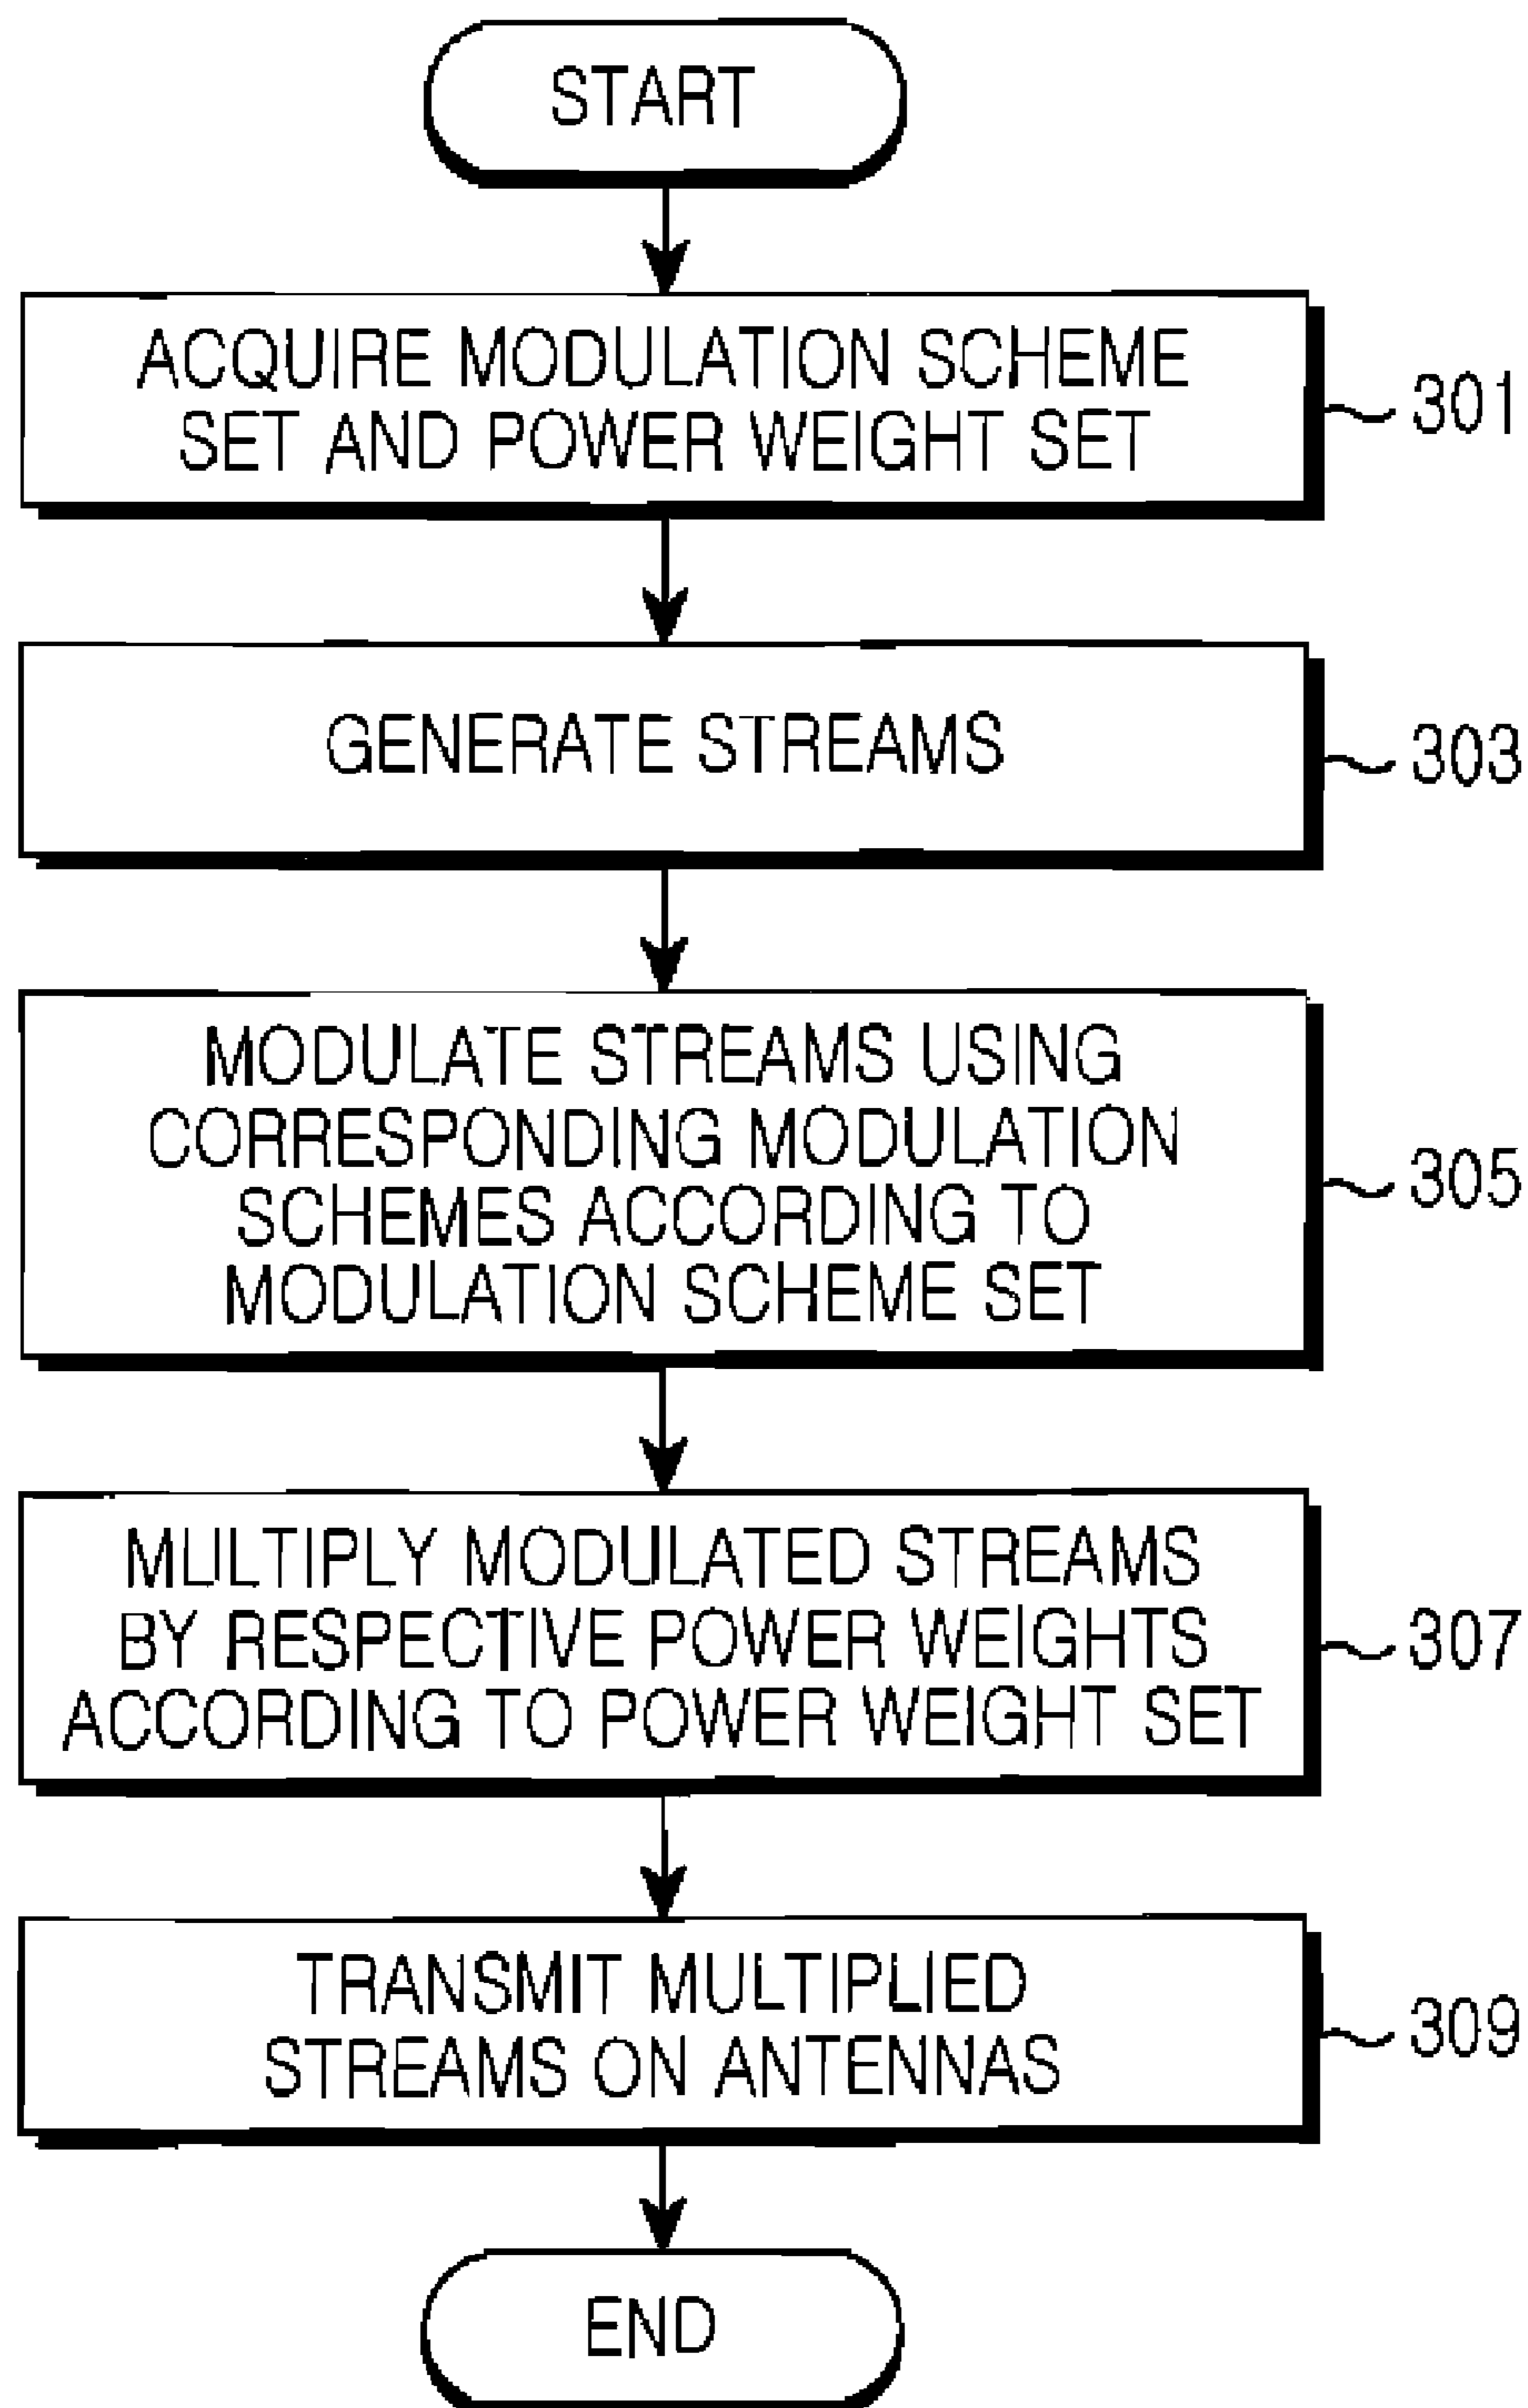 START
ACQUIRE MODULATION SCHEME
SET AND POWER WEIGHT SET
301
GENERATE STREAMS
303
MODULATE STREAMS USING
CORRESPONDING MODULATION
SCHEMES ACCORDING TO
MODULATION SCHEME SET
305
MULTIPLY MODULATED STREAMS
BY RESPECTIVE POWER WEIGHTS
ACCORDING TO POWER WEIGHT SET
307
TRANSMIT MULTIPLIED
STREAMS ON ANTENNAS
309
END